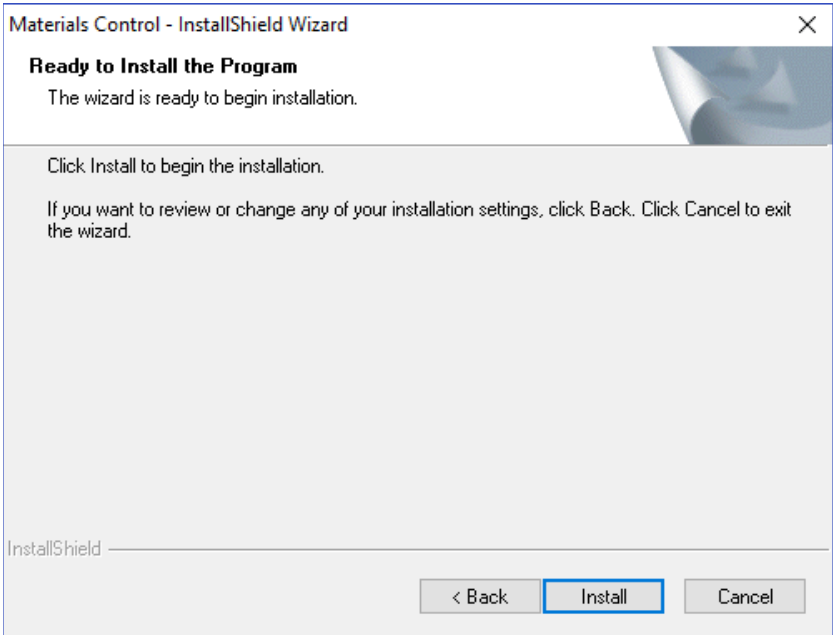 Materials Control - InstallShield Wizard
Ready to Install the Program
The wizard is ready to begin installation.
Click Install to begin the installation.
If you want to review or change any of your installation settings, click Back. Click Cancel to exit
the wizard.
InstallShield
< Back
Install
Cancel